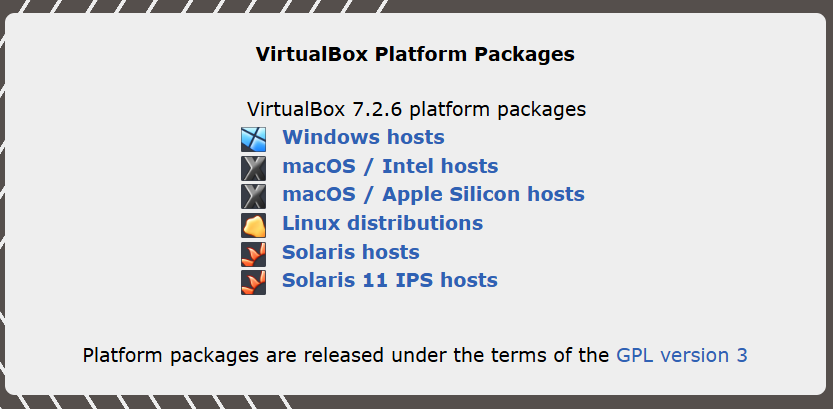 VirtualBox Platform Packages
VirtualBox 7.2.6 platform packages
Windows hosts
macOS / Intel hosts
macOS / Apple Silicon hosts
Linux distributions
Solaris hosts
Solaris 11 IPS hosts
Platform packages are released under the terms of the GPL version 3